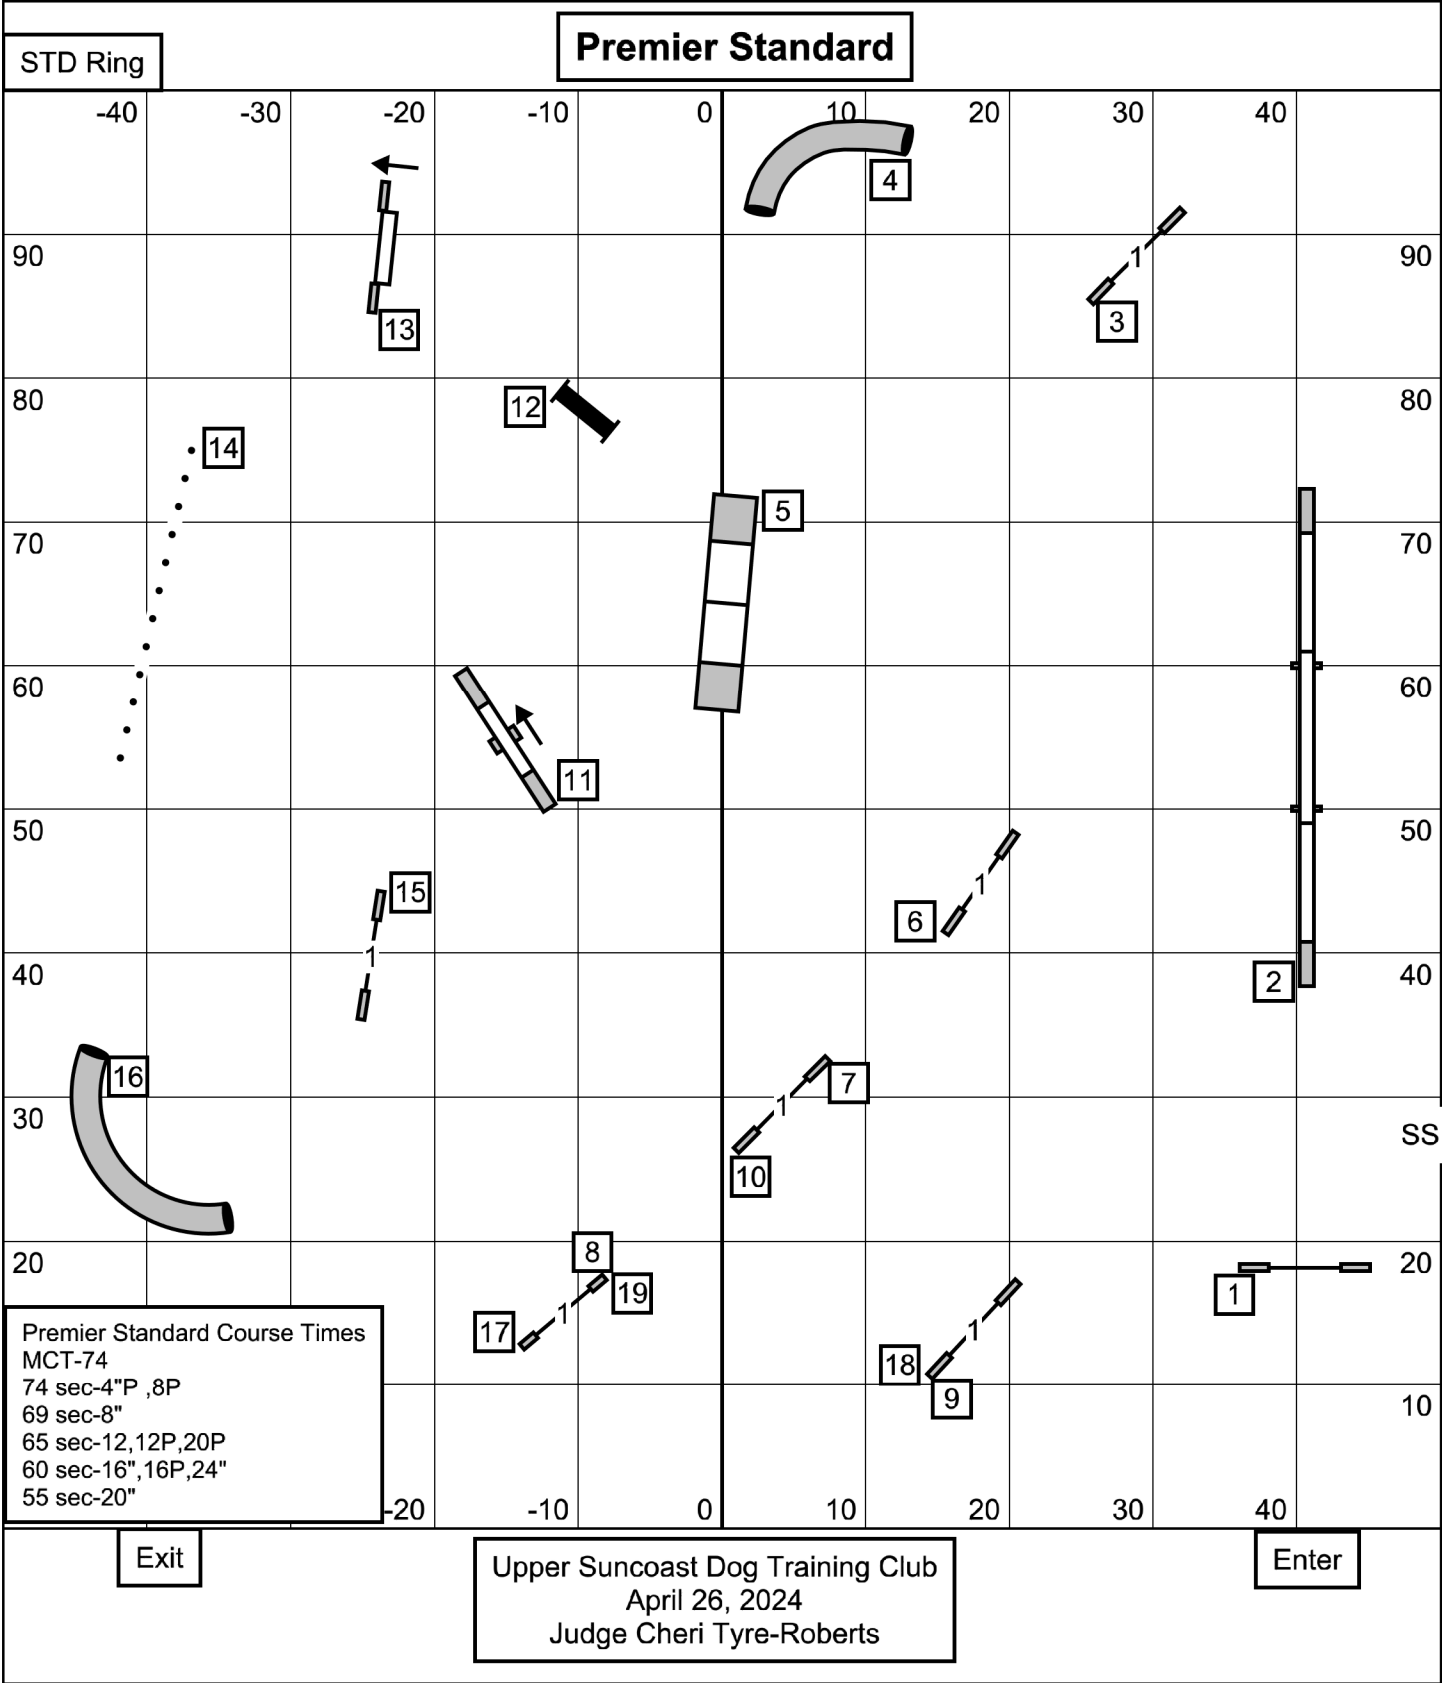 Premier Standard
STD Ring
-40 -30 -20 -10 0 10 20 30 40
4
90 1 90
13 3
80 12 80
14
5
70 70
60 60
11
50 50
15 1
6
1
40 2 40
16 7
30 1
SS
10
8
20 20
19 1
17 1 1
18
9 10
Premier Standard Course Times
MCT-74
74 sec-4"P ,8P
69 sec-8"
65 sec-12,12P,20P
60 sec-16",16P,24"
55 sec-20"
-20 -10 0 10 20 30 40
Exit
Enter
Upper Suncoast Dog Training Club
April 26, 2024
Judge Cheri Tyre-Roberts